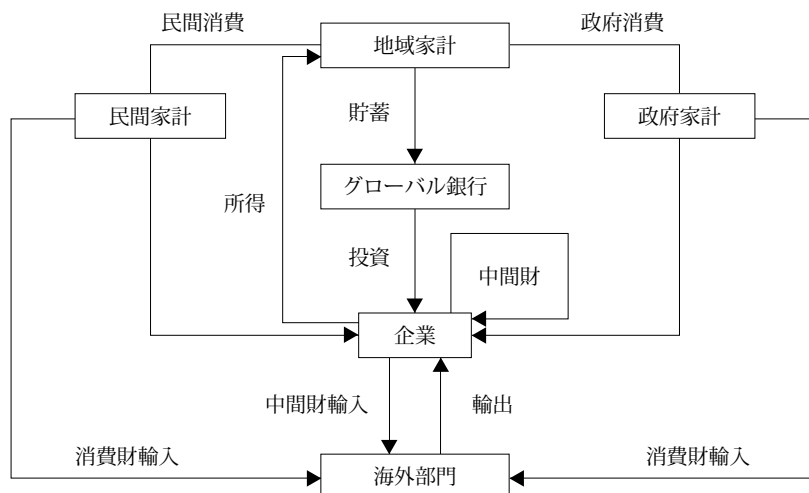 民間消費
地域家計
政府消費
民間家計
貯蓄
政府家計
グローバル銀行
所得
投資
中間財
企業
中間財輸入
輸出
消費財輸入
海外部門
消費財輸入